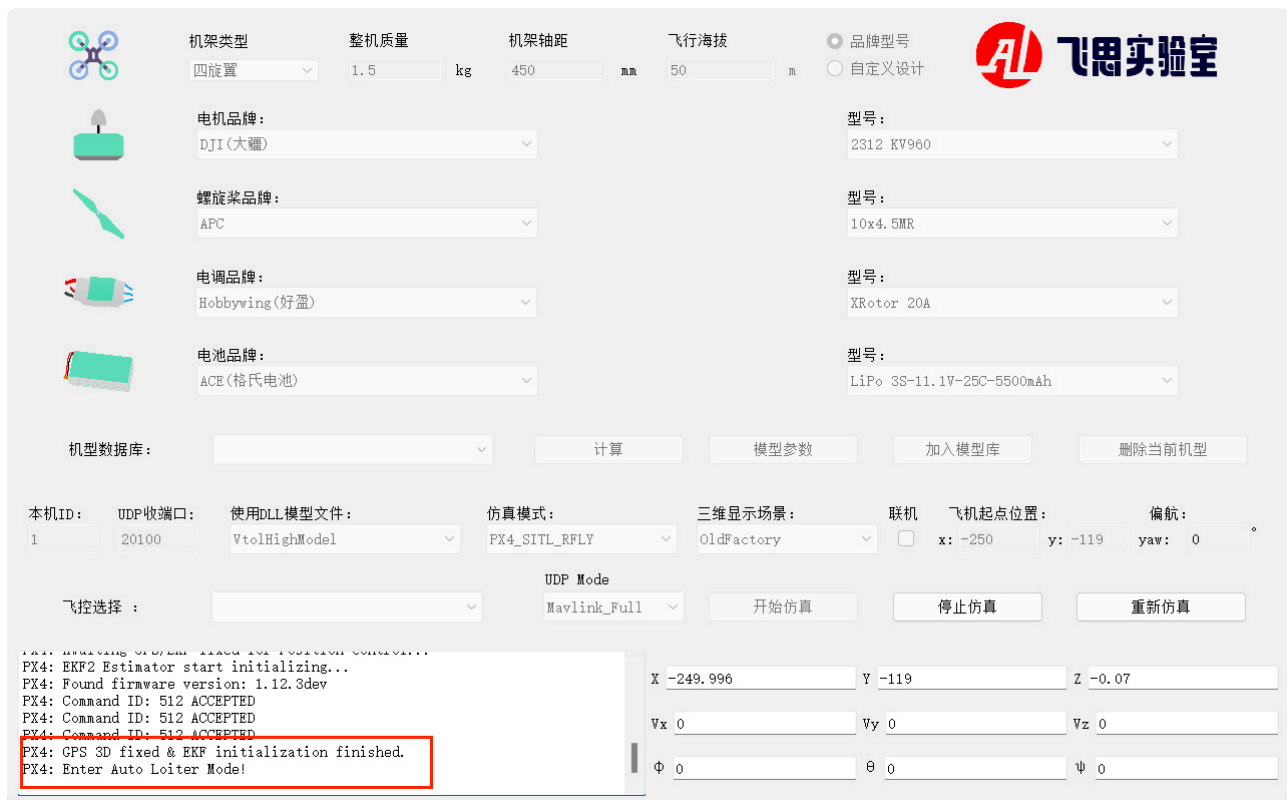 机架类型 整机质量 机架轴距 飞行海拔 品牌型号
四旋翼 1.5 kg 450 mm 50 m 自定义设计
飞思实验室
电机品牌： 型号：
DJI(大疆) 2312 KV960
螺旋桨品牌： 型号：
APC 10x4.5MR
电调品牌： 型号：
Hobbywing(好盈) XRotor 20A
电池品牌： 型号：
ACE(格氏电池) LiPo 3S-11.1V-25C-5500mAh
机型数据库： 计算 模型参数 加入模型库 删除当前机型
本机ID： UDP收端口： 使用DLL模型文件： 仿真模式： 三维显示场景： 联机 飞机起点位置： 偏航：
1 20100 VtolHighModel PX4_SITL_RFLY OldFactory x: -250 y: -119 yaw: 0 °
UDP Mode
飞控选择 ： Mavlink_Full 开始仿真 停止仿真 重新仿真
PX4: EKF2 Estimator start initializing...
PX4: Found firmware version: 1.12.3dev
PX4: Command ID: 512 ACCEPTED
PX4: Command ID: 512 ACCEPTED
PX4: Command ID: 512 ACCEPTED
PX4: GPS 3D fixed & EKF initialization finished.
PX4: Enter Auto Loiter Mode!
X -249.996 Y -119 Z -0.07
Vx 0 Vy 0 Vz 0
Φ 0 θ 0 ψ 0